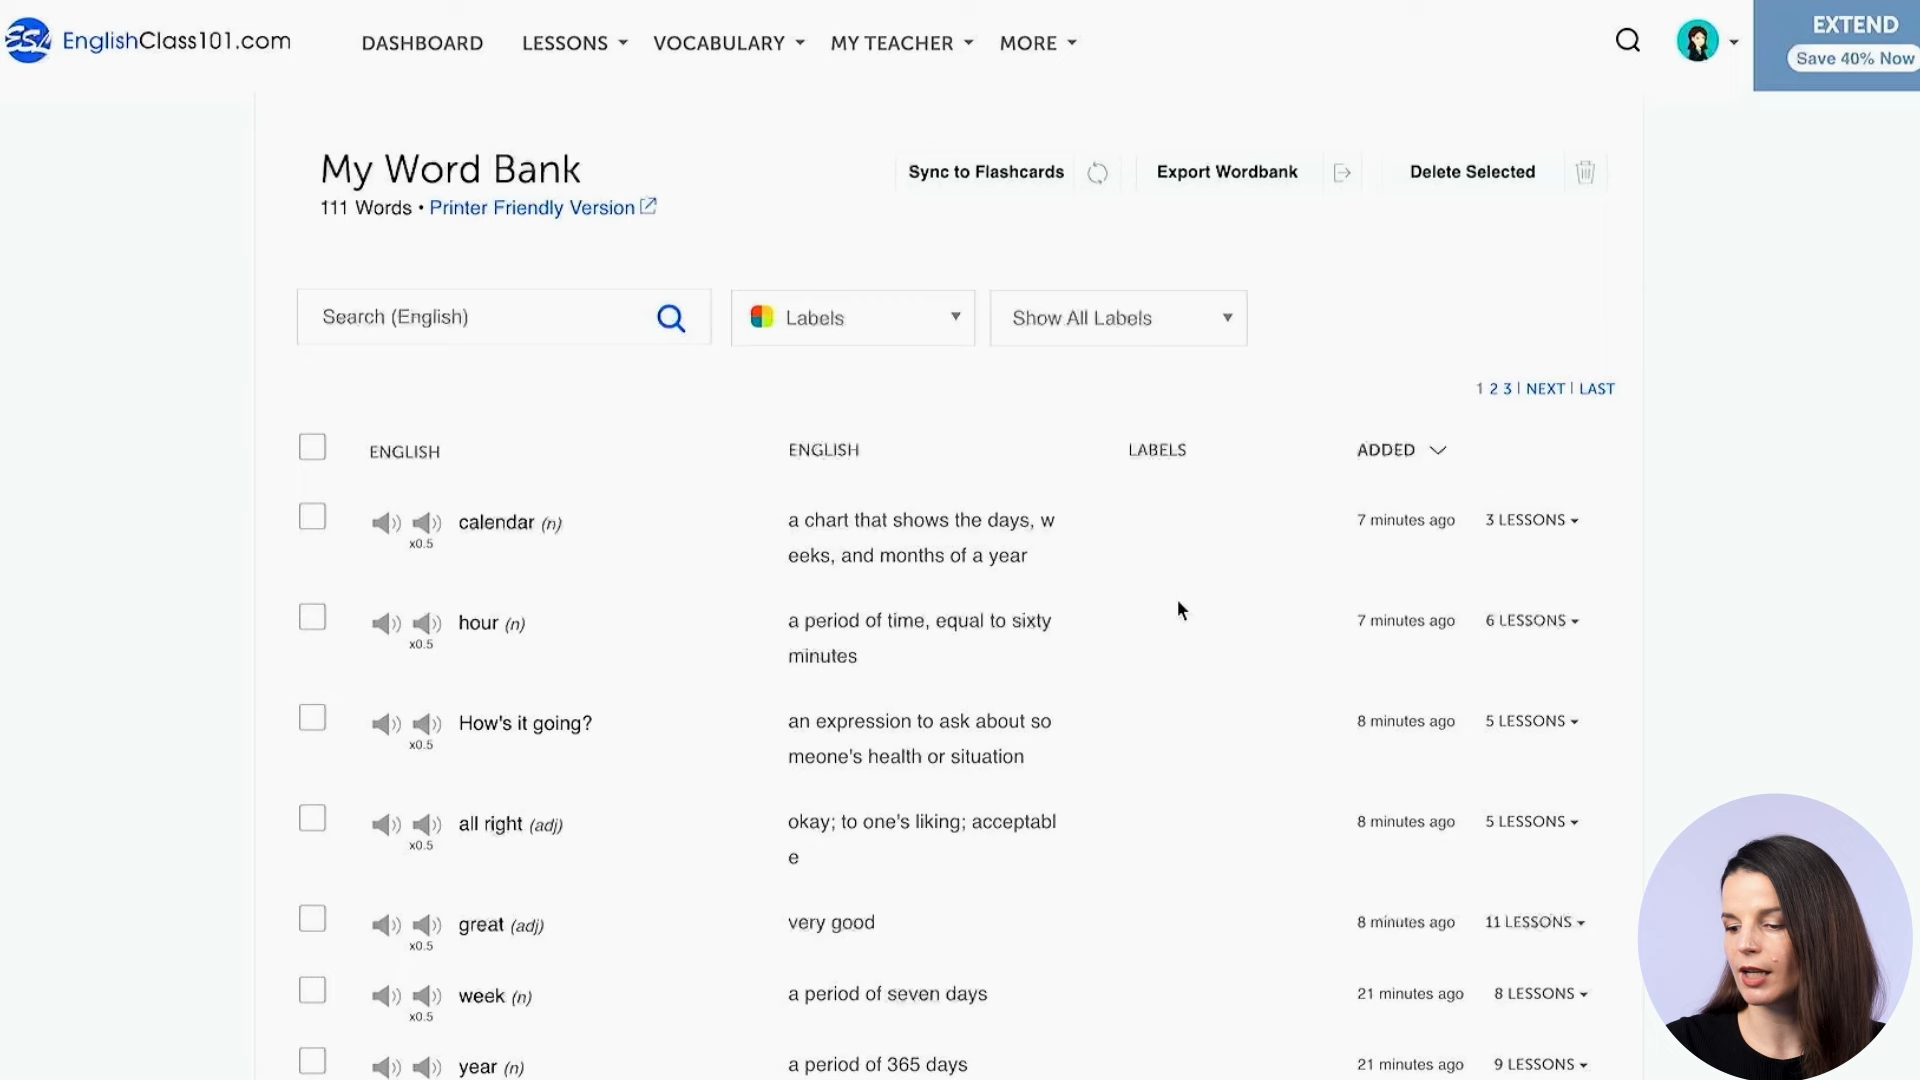 EnglishClass101.com
DASHBOARD LESSONS VOCABULARY MY TEACHER MORE
EXTEND
Save 40% Now
My Word Bank
111 Words • Printer Friendly Version
Sync to Flashcards Export Wordbank Delete Selected
Search (English) Labels Show All Labels
1 2 3 | NEXT | LAST
ENGLISH ENGLISH LABELS ADDED
calendar (n) a chart that shows the days, w 7 minutes ago 3 LESSONS
x0.5 eeks, and months of a year
hour (n) a period of time, equal to sixty 7 minutes ago 6 LESSONS
x0.5 minutes
How's it going? an expression to ask about so 8 minutes ago 5 LESSONS
x0.5 meone's health or situation
all right (adj) okay; to one's liking; acceptabl 8 minutes ago 5 LESSONS
x0.5 e
great (adj) very good 8 minutes ago 11 LESSONS
x0.5
week (n) a period of seven days 21 minutes ago 8 LESSONS
x0.5
year (n) a period of 365 days 21 minutes ago 9 LESSONS